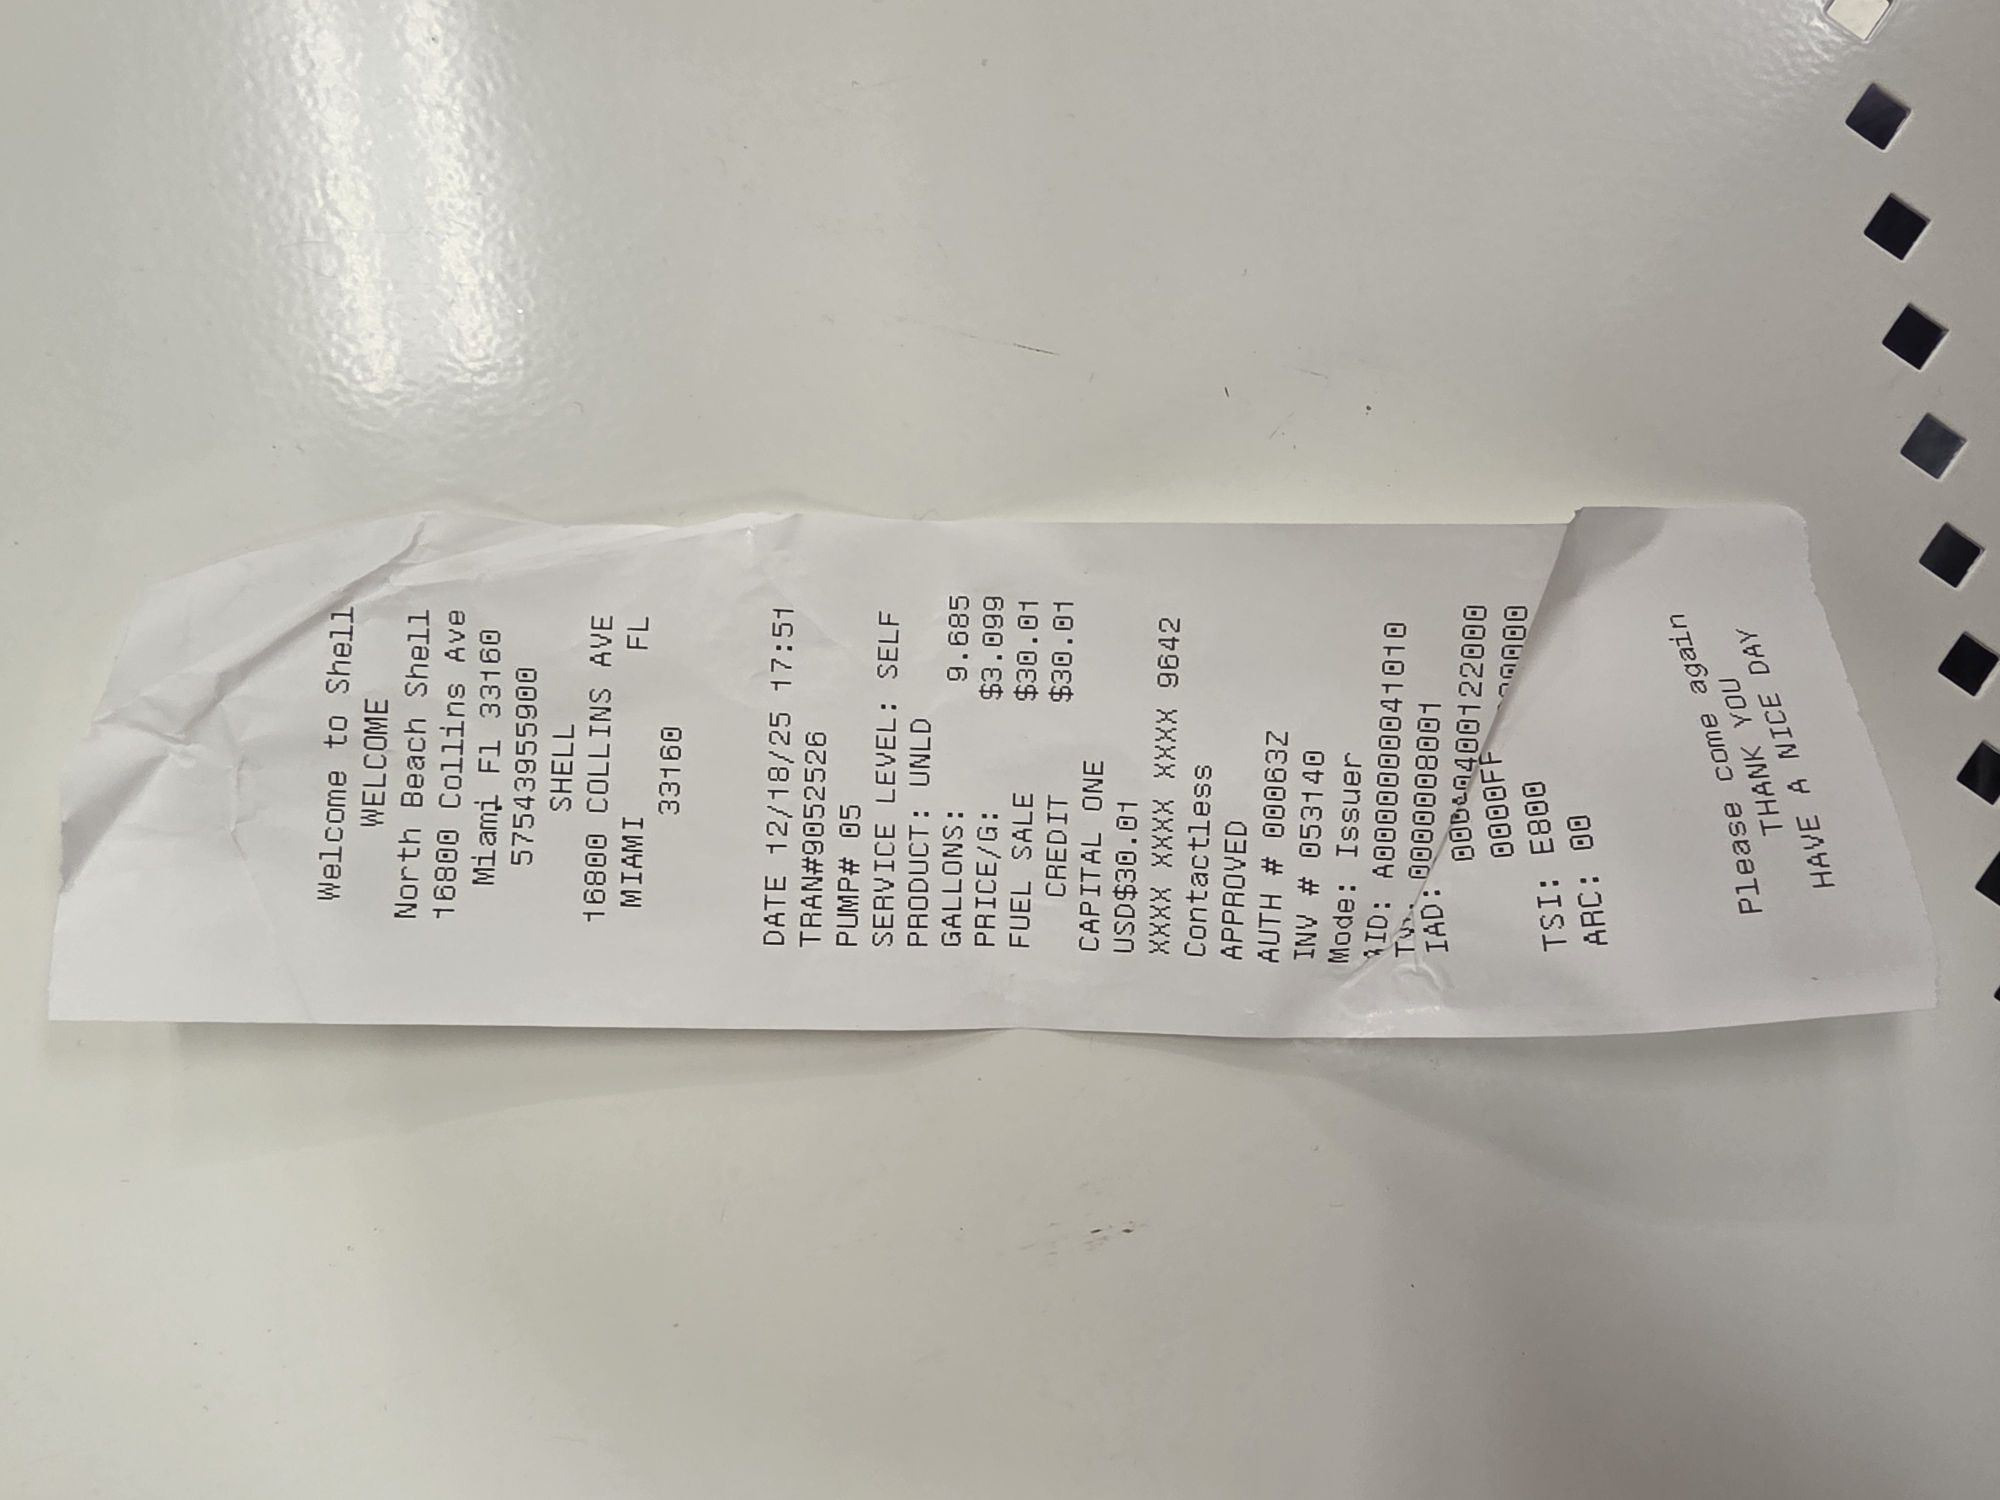 Welcome to Shell
WELCOME
North Beach Shell
16800 Collins Ave
Miami Fl 33160
57543955900
SHELL
16800 COLLINS AVE
MIAMI FL
33160
DATE 12/18/25 17:51
TRAN#9052526
PUMP# 05
SERVICE LEVEL: SELF
PRODUCT: UNLD
GALLONS: 9.685
PRICE/G: $3.099
FUEL SALE $30.01
CREDIT $30.01
CAPITAL ONE
USD$30.01
XXXX XXXX XXXX 9642
Contactless
APPROVED
AUTH # 00063Z
INV # 053140
Mode: Issuer
AID: A0000000041010
TVR: 0000008001
IAD:
TSI: E800
ARC: 00
Please come again
THANK YOU
HAVE A NICE DAY